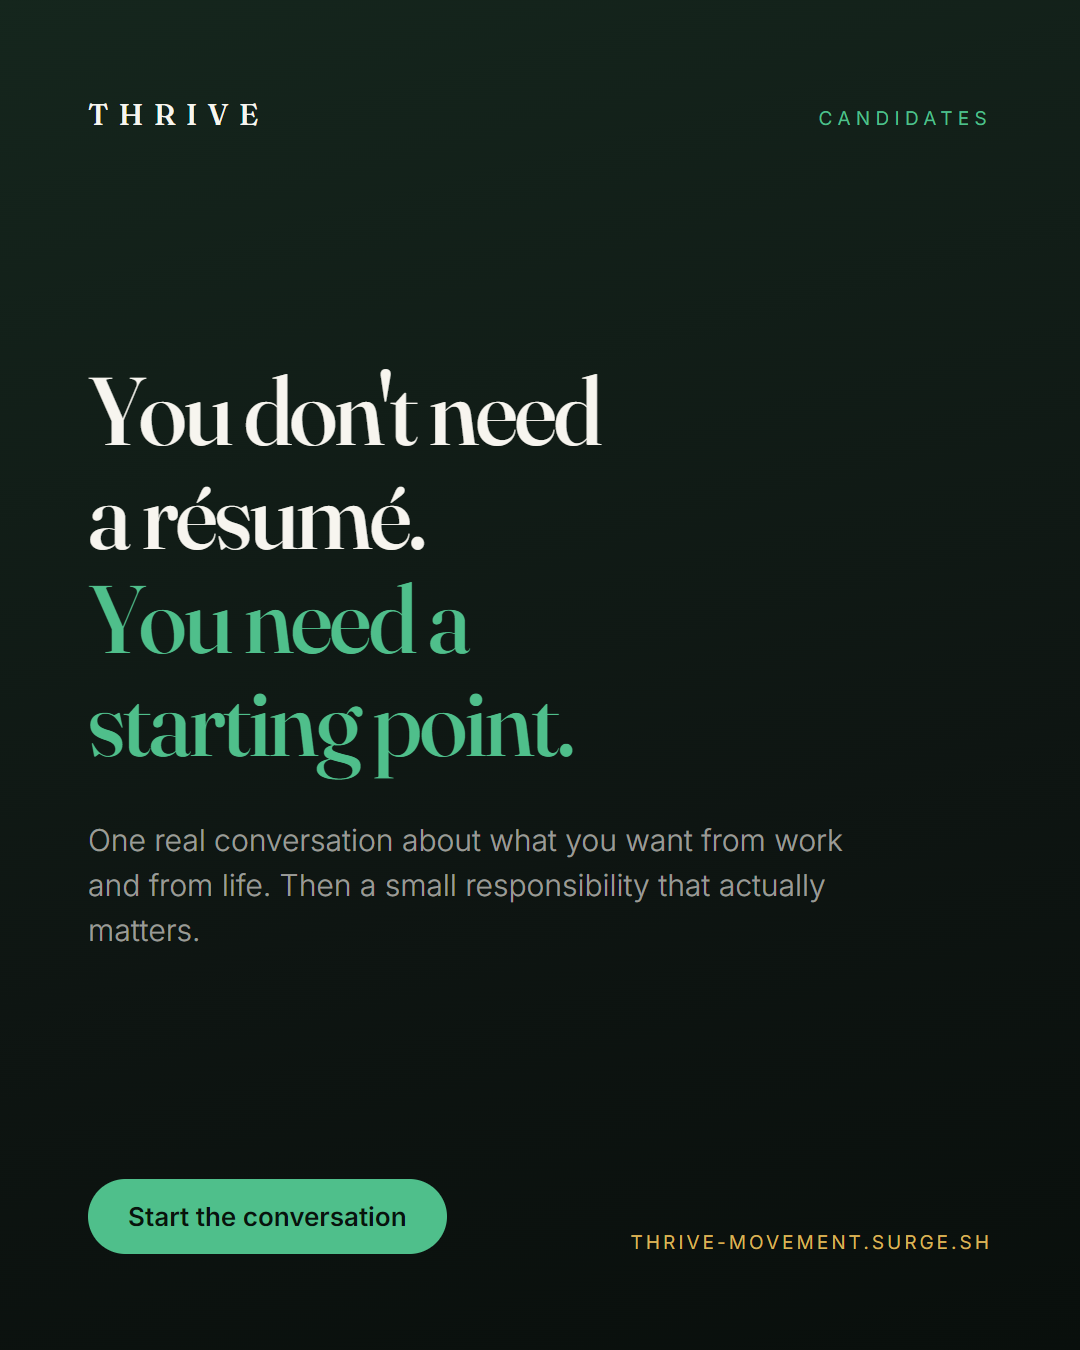 THRIVE
CANDIDATES
You don't need
a résumé.
You need a
starting point.
One real conversation about what you want from work
and from life. Then a small responsibility that actually
matters.
Start the conversation
THRIVE-MOVEMENT.SURGE.SH